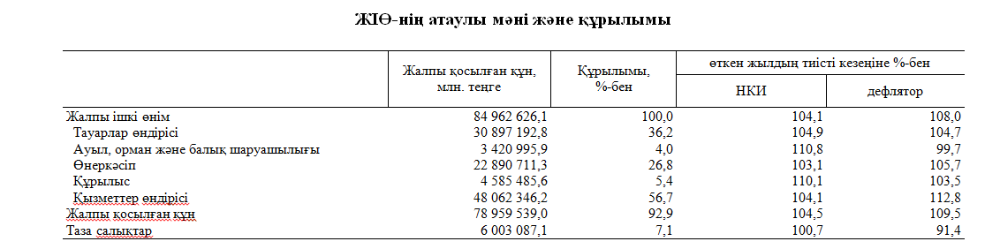 ЖІӨ-нің атаулы мәні және құрылымы
Жалпы қосылған құн, млн. теңге Құрылымы, %-бен өткен жылдың тиісті кезеңіне %-бен
НКИ дефлятор
Жалпы ішкі өнім 84 962 626,1 100,0 104,1 108,0
Тауарлар өндірісі 30 897 192,8 36,2 104,9 104,7
Ауыл, орман және балық шаруашылығы 3 420 995,9 4,0 110,8 99,7
Өнеркәсіп 22 890 711,3 26,8 103,1 105,7
Құрылыс 4 585 485,6 5,4 110,1 103,5
Қызметтер өндірісі 48 062 346,2 56,7 104,1 112,8
Жалпы қосылған құн 78 959 539,0 92,9 104,5 109,5
Таза салықтар 6 003 087,1 7,1 100,7 91,4